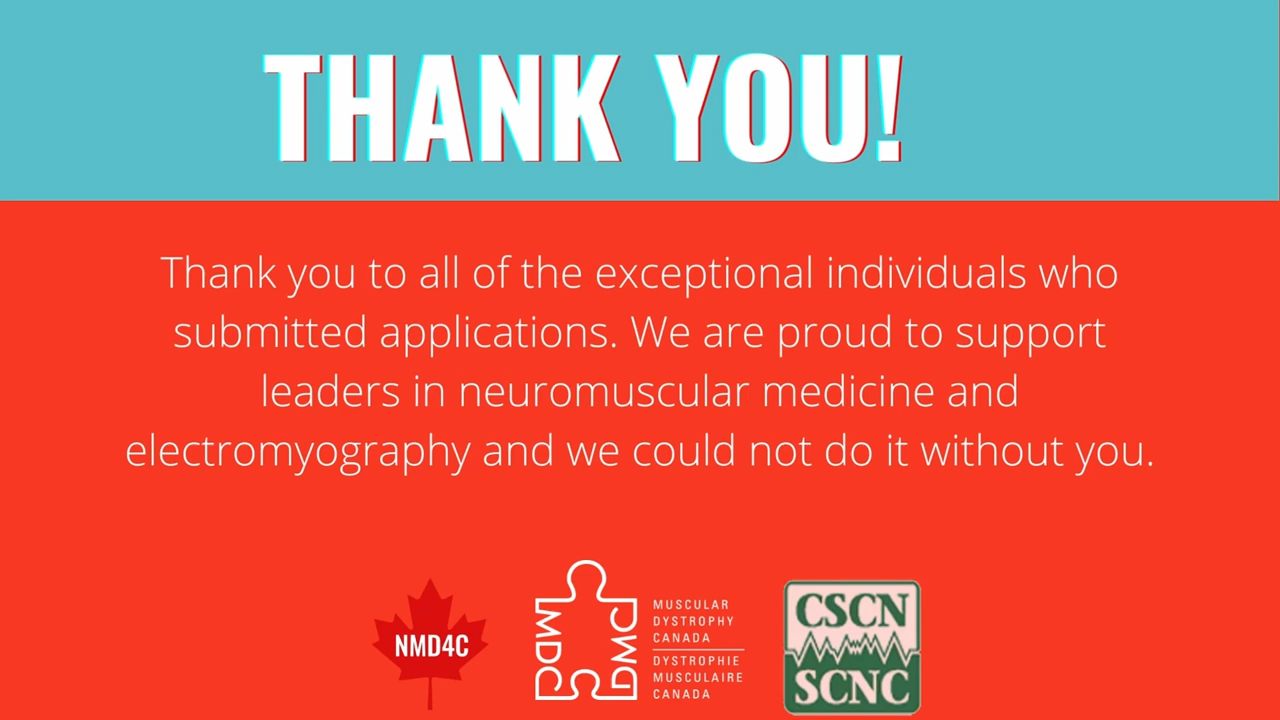 THANK YOU!
Thank you to all of the exceptional individuals who
submitted applications. We are proud to support
leaders in neuromuscular medicine and
electromyography and we could not do it without you.
NMD4C
MDC
DMC
MUSCULAR
DYSTROPHY
CANADA
DYSTROPHIE
MUSCULAIRE
CANADA
CSCN
SCNC